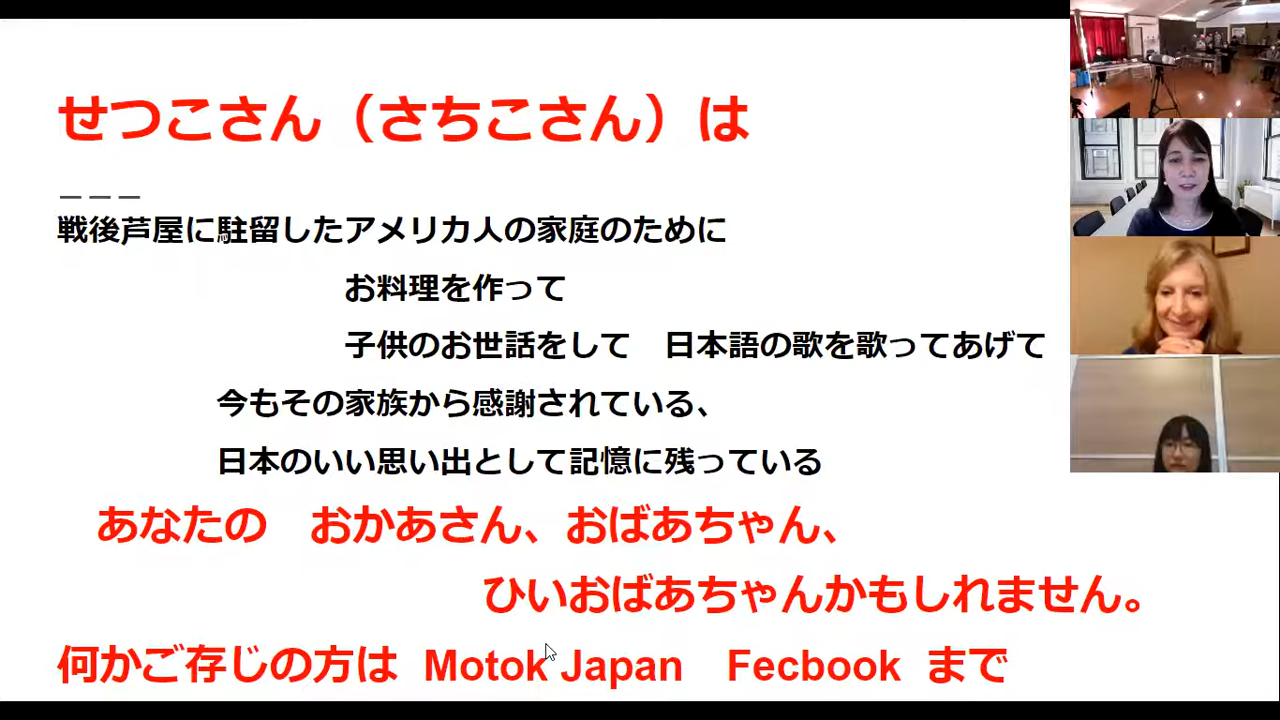 せつこさん（さちこさん）は
＿＿＿
戦後芦屋に駐留したアメリカ人の家庭のために
お料理を作って
子供のお世話をして　日本語の歌を歌ってあげて
今もその家族から感謝されている、
日本のいい思い出として記憶に残っている
あなたの　おかあさん、おばあちゃん、
ひいおばあちゃんかもしれません。
何かご存じの方は Motok Japan　Fecbook まで